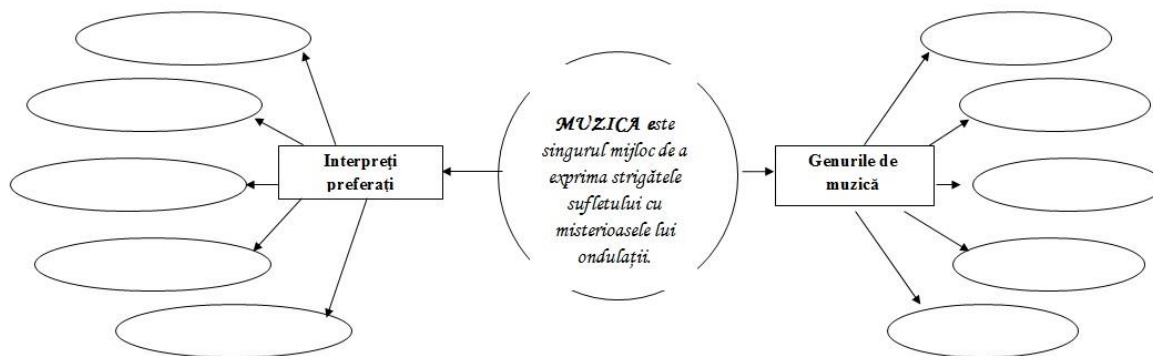 Interpreți
preferați
MUZICA este
singurul mijloc de a
exprima strigătele
sufletului cu
misterioasele lui
ondulații.
Genurile de
muzică